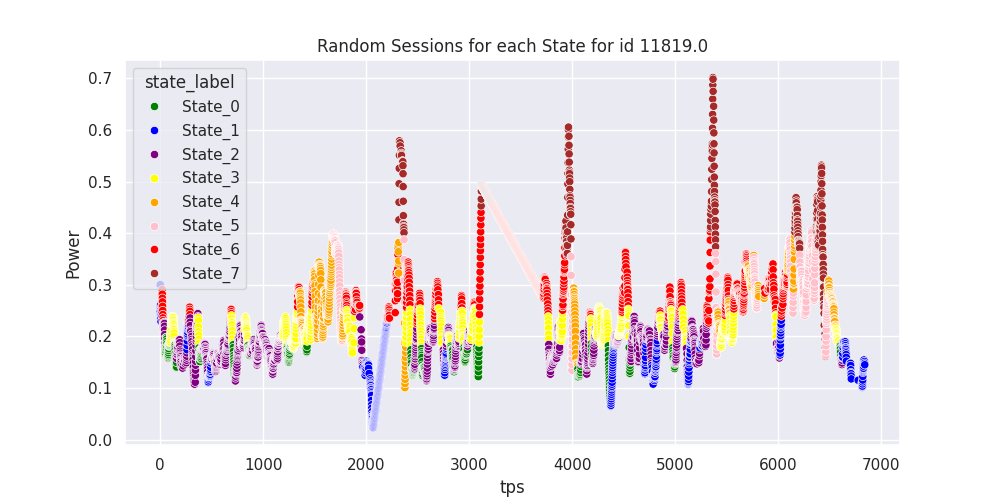 Random Sessions for each State for id 11819.0
Power
0.7
0.6
0.5
0.4
0.3
0.2
0.1
0.0
state_label
State_0
State_1
State_2
State_3
State_4
State_5
State_6
State_7
0 1000 2000 3000 4000 5000 6000 7000
tps